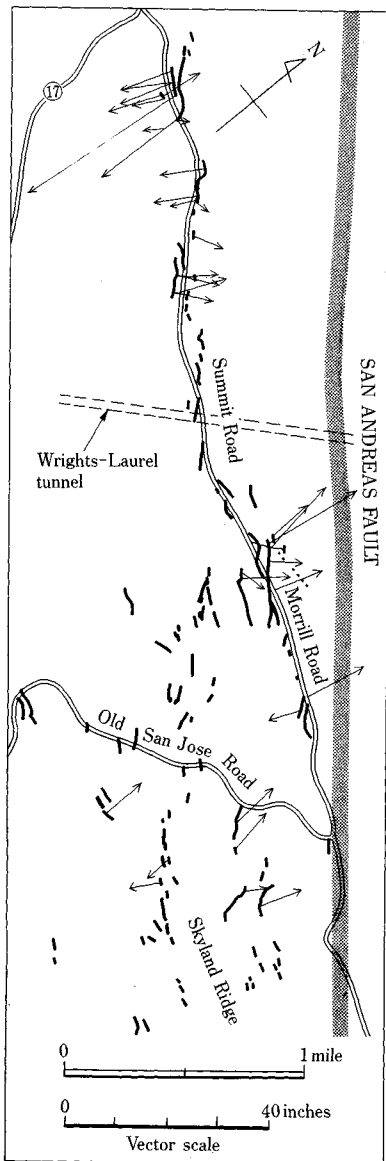 N
17
Summit Road
SAN ANDREAS FAULT
Wrights-Laurel
tunnel
Morrill Road
Old San Jose Road
Skyland Ridge
0 1 mile
0 40 inches
Vector scale